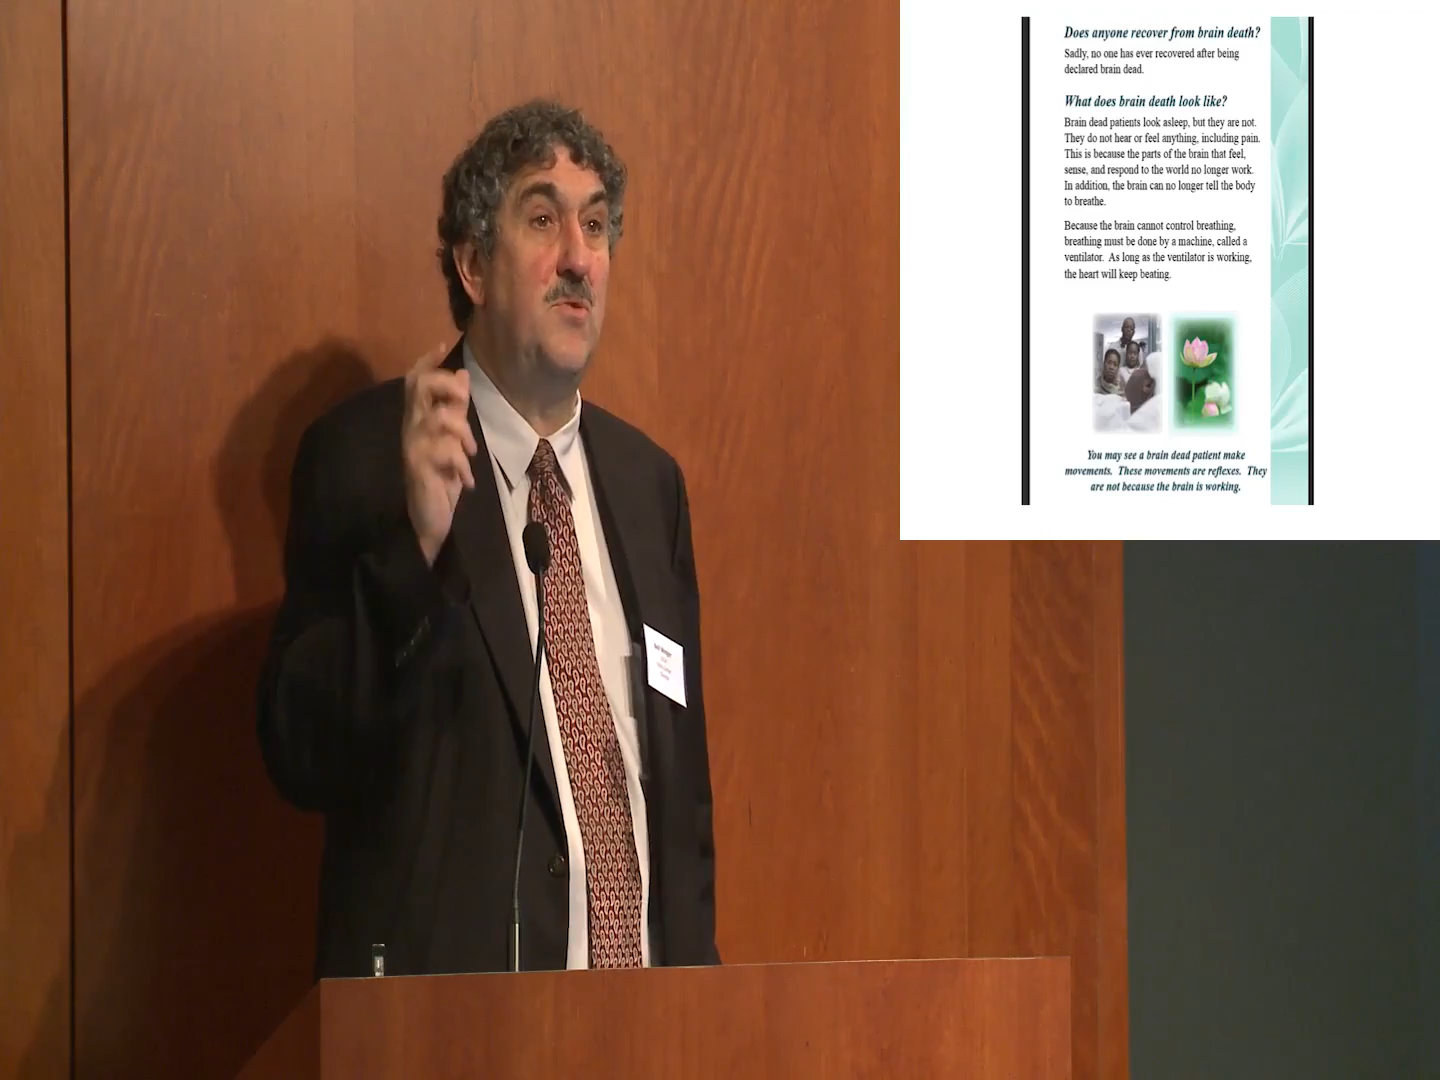 Does anyone recover from brain death?
Sadly, no one has ever recovered after being
declared brain dead.
What does brain death look like?
Brain dead patients look asleep, but they are not.
They do not hear or feel anything, including pain.
This is because the parts of the brain that feel,
sense, and respond to the world no longer work.
In addition, the brain can no longer tell the body
to breathe.
Because the brain cannot control breathing,
breathing must be done by a machine, called a
ventilator. As long as the ventilator is working,
the heart will keep beating.
You may see a brain dead patient make
movements. These movements are reflexes. They
are not because the brain is working.